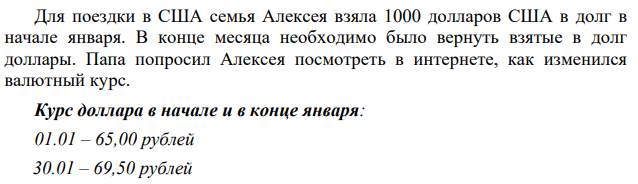 Для поездки в США семья Алексея взяла 1000 долларов США в долг в
начале января. В конце месяца необходимо было вернуть взятые в долг
доллары. Папа попросил Алексея посмотреть в интернете, как изменился
валютный курс.
Курс доллара в начале и в конце января:
01.01 – 65,00 рублей
30.01 – 69,50 рублей